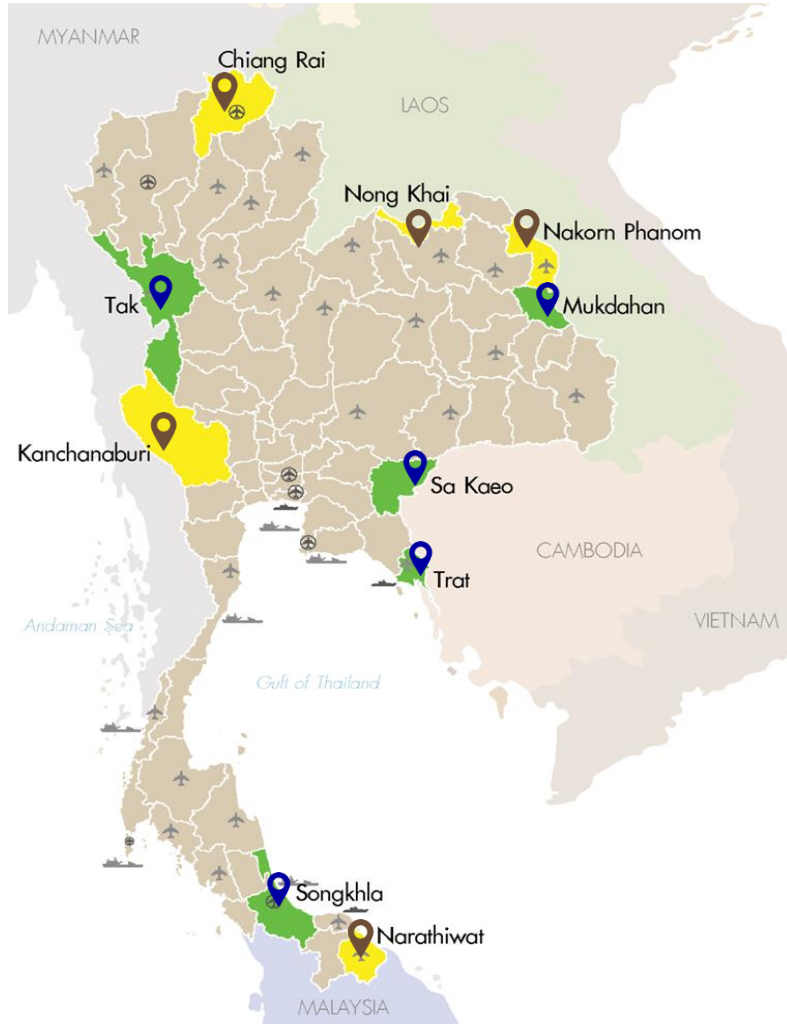 MYANMAR
Chiang Rai
LAOS
Nong Khai
Nakorn Phanom
Tak
Mukdahan
Kanchanaburi
Sa Kaeo
CAMBODIA
Trat
VIETNAM
Andaman Sea
Gulf of Thailand
Songkhla
Narathiwat
MALAYSIA